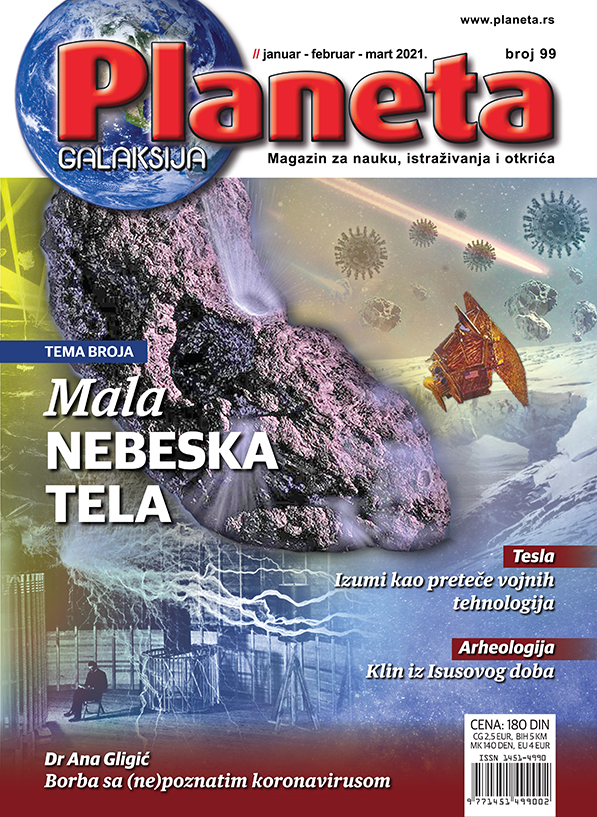 www.planeta.rs
// januar - februar - mart 2021.
broj 99
Planeta
GALAKSIJA
Magazin za nauku, istraživanja i otkrića
TEMA BROJA
Mala
NEBESKA
TELA
Tesla
Izumi kao preteče vojnih
tehnologija
Arheologija
Klin iz Isusovog doba
Dr Ana Gligić
Borba sa (ne)poznatim koronavirusom
CENA: 180 DIN
CG 2,5 EUR, BIH 5 KM
MK 140 DEN, EU 4 EUR
ISSN 1451-4990
9 771451 499002